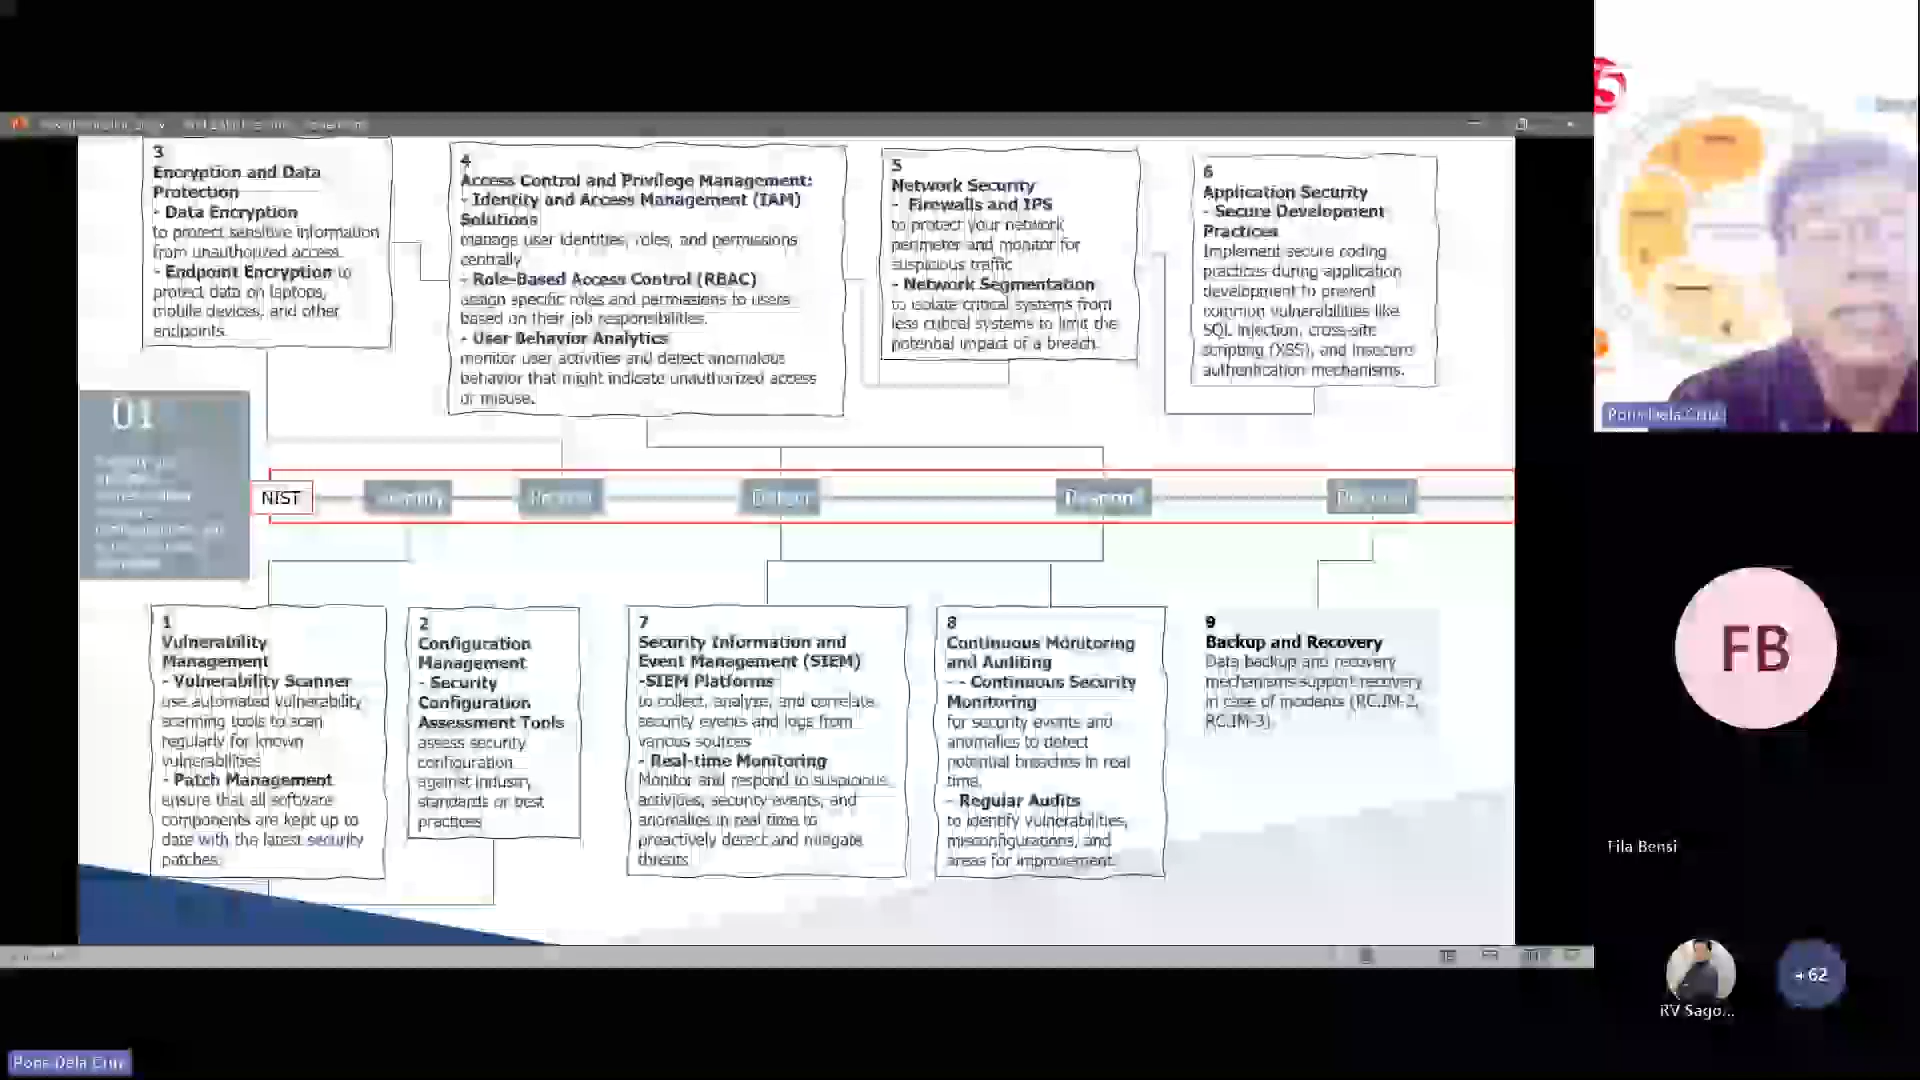 3
Encryption and Data
Protection
- Data Encryption
to protect sensitive information
from unauthorized access.
- Endpoint Encryption to
protect data on laptops,
mobile devices, and other
endpoints.
4
Access Control and Privilege Management:
- Identity and Access Management (IAM)
Solutions
manage user identities, roles, and permissions
centrally
- Role-Based Access Control (RBAC)
assign specific roles and permissions to users
based on their job responsibilities.
- User Behavior Analytics
monitor user activities and detect anomalous
behavior that might indicate unauthorized access
or misuse.
5
Network Security
- Firewalls and IPS
to protect your network
perimeter and monitor for
suspicious traffic
- Network Segmentation
to isolate critical systems from
less critical systems to limit the
potential impact of a breach.
6
Application Security
- Secure Development
Practices
Implement secure coding
practices during application
development to prevent
common vulnerabilities like
SQL injection, cross-site
scripting (XSS), and insecure
authentication mechanisms.
01
NIST
Identify
Protect
Detect
Respond
Recover
1
Vulnerability
Management
- Vulnerability Scanner
use automated vulnerability
scanning tools to scan
regularly for known
vulnerabilities
- Patch Management
ensure that all software
components are kept up to
date with the latest security
patches.
2
Configuration
Management
- Security
Configuration
Assessment Tools
assess security
configuration
against industry
standards or best
practices
7
Security Information and
Event Management (SIEM)
-SIEM Platforms
to collect, analyze, and correlate
security events and logs from
various sources
- Real-time Monitoring
Monitor and respond to suspicious
activities, security events, and
anomalies in real time to
proactively detect and mitigate
threats
8
Continuous Monitoring
and Auditing
- - Continuous Security
Monitoring
for security events and
anomalies to detect
potential breaches in real
time.
- Regular Audits
to identify vulnerabilities,
misconfigurations, and
areas for improvement.
9
Backup and Recovery
Data backup and recovery
mechanisms support recovery
in case of incidents (RC.IM-2,
RC.IM-3)
Pons Dela Cruz
FB
Fila Bensi
RV Sago...
+62
Pons Dela Cruz